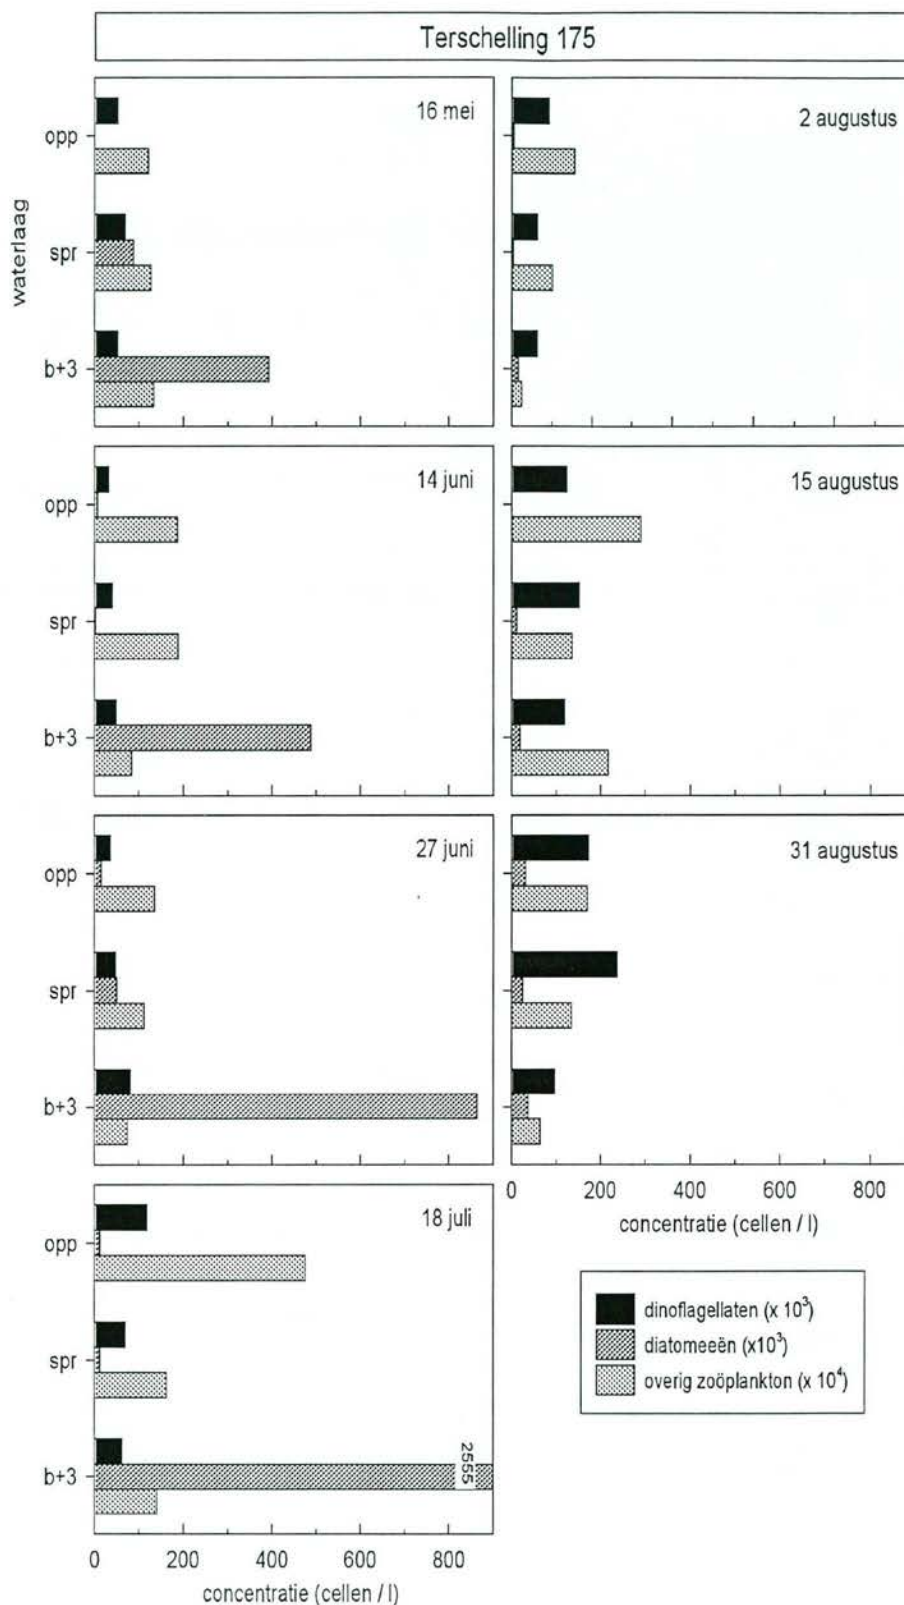 Terschelling 175
waterlaag
16 mei
opp
spr
b+3
14 juni
opp
spr
b+3
27 juni
opp
spr
b+3
18 juli
opp
spr
b+3
2555
0 200 400 600 800
concentratie (cellen / l)
2 augustus
15 augustus
31 augustus
0 200 400 600 800
concentratie (cellen / l)
dinoflagellaten (x 10³)
diatomeeën (x10³)
overig zoöplankton (x 10⁴)